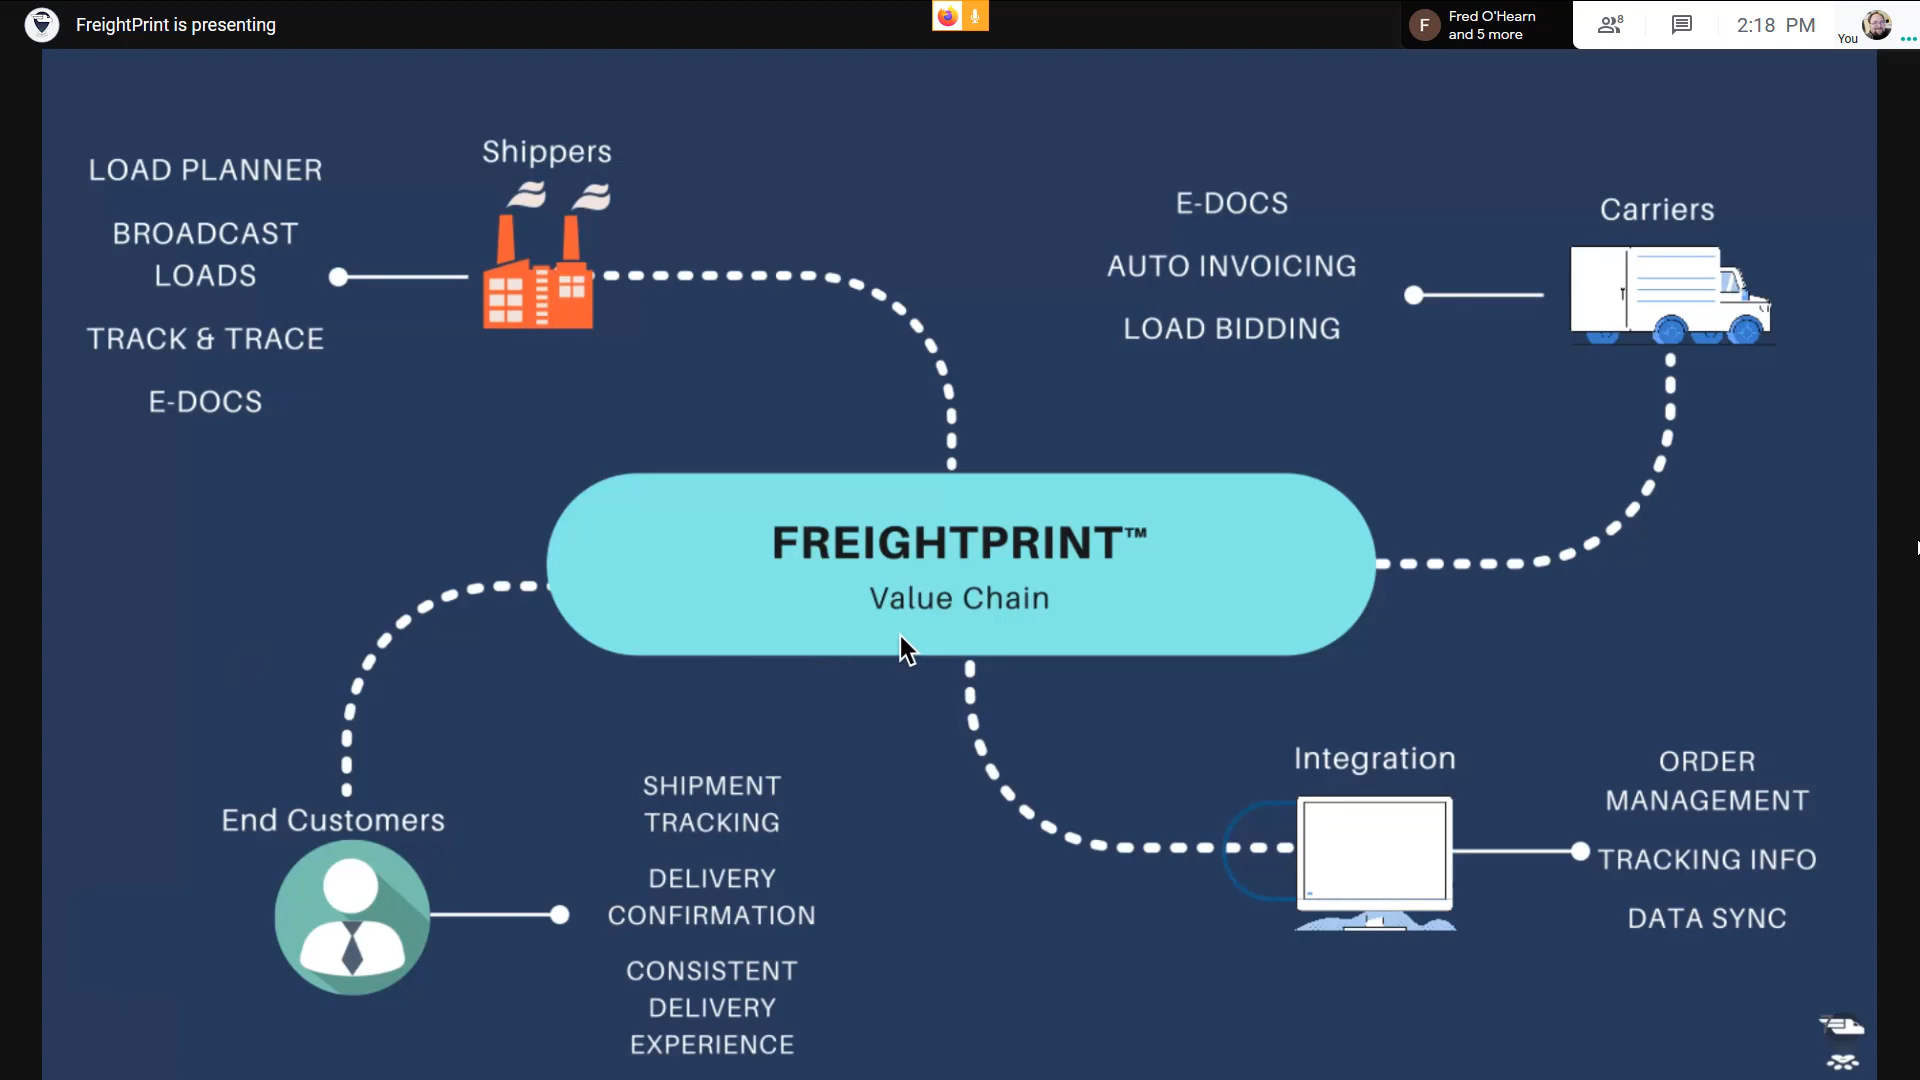 FreightPrint is presenting
F
Fred O'Hearn
and 5 more
8
2:18 PM
You
Shippers
LOAD PLANNER
BROADCAST
LOADS
TRACK & TRACE
E-DOCS
Carriers
E-DOCS
AUTO INVOICING
LOAD BIDDING
FREIGHTPRINT™
Value Chain
End Customers
SHIPMENT
TRACKING
DELIVERY
CONFIRMATION
CONSISTENT
DELIVERY
EXPERIENCE
Integration
ORDER
MANAGEMENT
TRACKING INFO
DATA SYNC